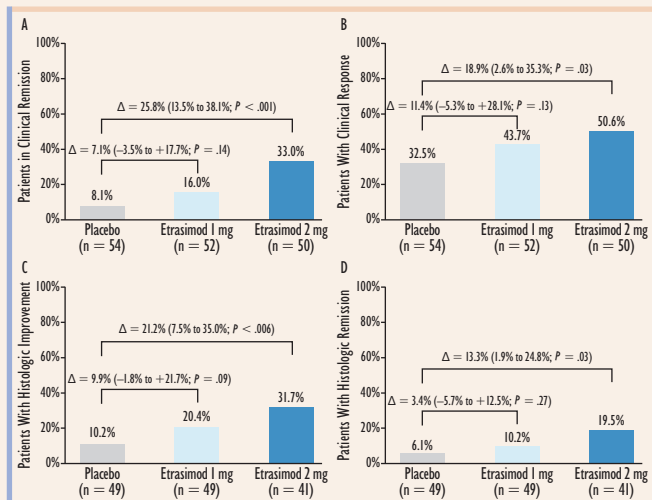 A
Patients in Clinical Remission
100%
80%
60%
40%
20%
0%
Δ = 25.8% (13.5% to 38.1%; P < .001)
Δ = 7.1% (–3.5% to +17.7%; P = .14)
8.1%
16.0%
33.0%
Placebo Etrasimod 1 mg Etrasimod 2 mg
(n = 54) (n = 52) (n = 50)
B
Patients With Clinical Response
100%
80%
60%
40%
20%
0%
Δ = 18.9% (2.6% to 35.3%; P = .03)
Δ = 11.4% (–5.3% to +28.1%; P = .13)
32.5%
43.7%
50.6%
Placebo Etrasimod 1 mg Etrasimod 2 mg
(n = 54) (n = 52) (n = 50)
C
Patients With Histologic Improvement
100%
80%
60%
40%
20%
0%
Δ = 21.2% (7.5% to 35.0%; P < .006)
Δ = 9.9% (–1.8% to +21.7%; P = .09)
10.2%
20.4%
31.7%
Placebo Etrasimod 1 mg Etrasimod 2 mg
(n = 49) (n = 49) (n = 41)
D
Patients With Histologic Remission
100%
80%
60%
40%
20%
0%
Δ = 13.3% (1.9% to 24.8%; P = .03)
Δ = 3.4% (–5.7% to +12.5%; P = .27)
6.1%
10.2%
19.5%
Placebo Etrasimod 1 mg Etrasimod 2 mg
(n = 49) (n = 49) (n = 41)